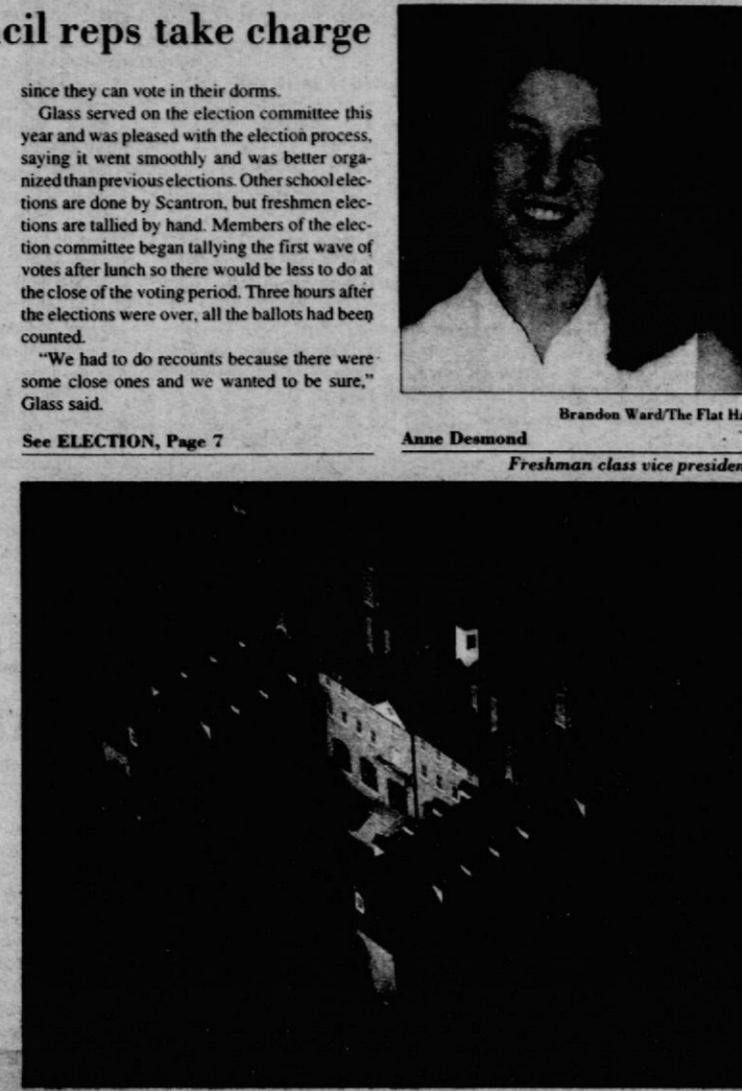 cil reps take charge
since they can vote in their dorms.
Glass served on the election committee this
year and was pleased with the election process,
saying it went smoothly and was better orga-
nized than previous elections. Other school elec-
tions are done by Scantron, but freshmen elec-
tions are tallied by hand. Members of the elec-
tion committee began tallying the first wave of
votes after lunch so there would be less to do at
the close of the voting period. Three hours after
the elections were over, all the ballots had been
counted.
"We had to do recounts because there were
some close ones and we wanted to be sure,"
Glass said.
See ELECTION, Page 7
Brandon Ward/The Flat Ha
Anne Desmond
Freshman class vice presiden